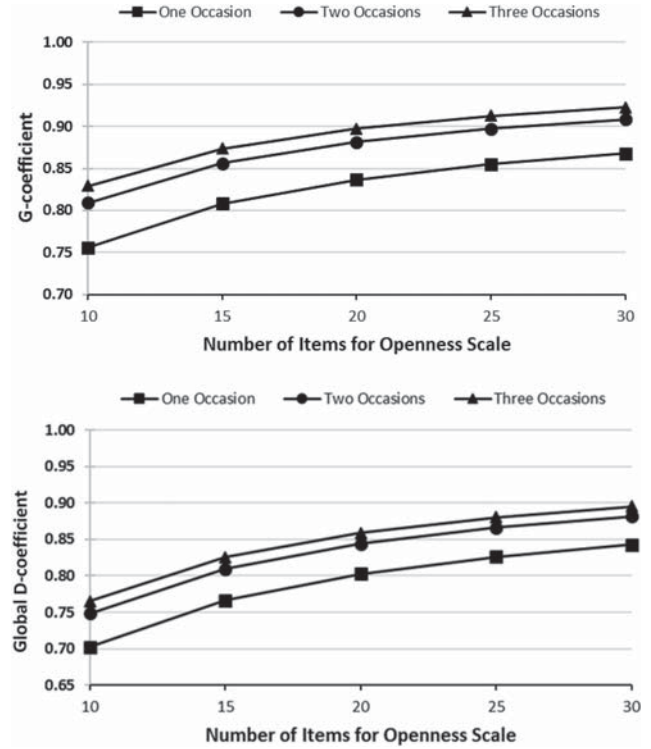 One Occasion Two Occasions Three Occasions
1.00
0.95
0.90
0.85
0.80
0.75
0.70
G-coefficient
10 15 20 25 30
Number of Items for Openness Scale
One Occasion Two Occasions Three Occasions
1.00
0.95
0.90
0.85
0.80
0.75
0.70
0.65
Global D-coefficient
10 15 20 25 30
Number of Items for Openness Scale